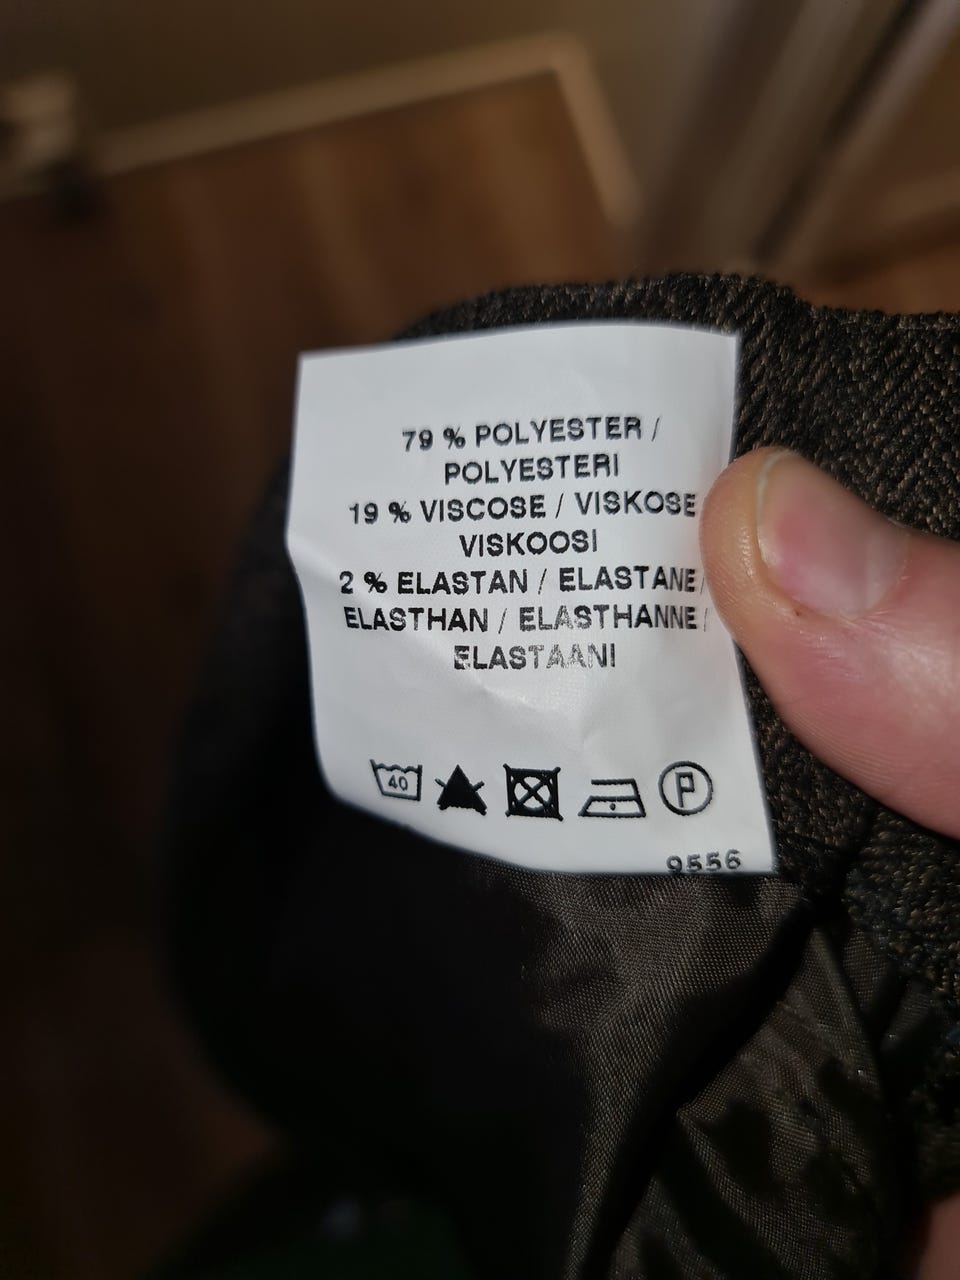 79 % POLYESTER /
POLYESTERI
19 % VISCOSE / VISKOSE
VISKOOSI
2 % ELASTAN / ELASTANE /
ELASTHAN / ELASTHANNE /
ELASTAANI
40
P
9556